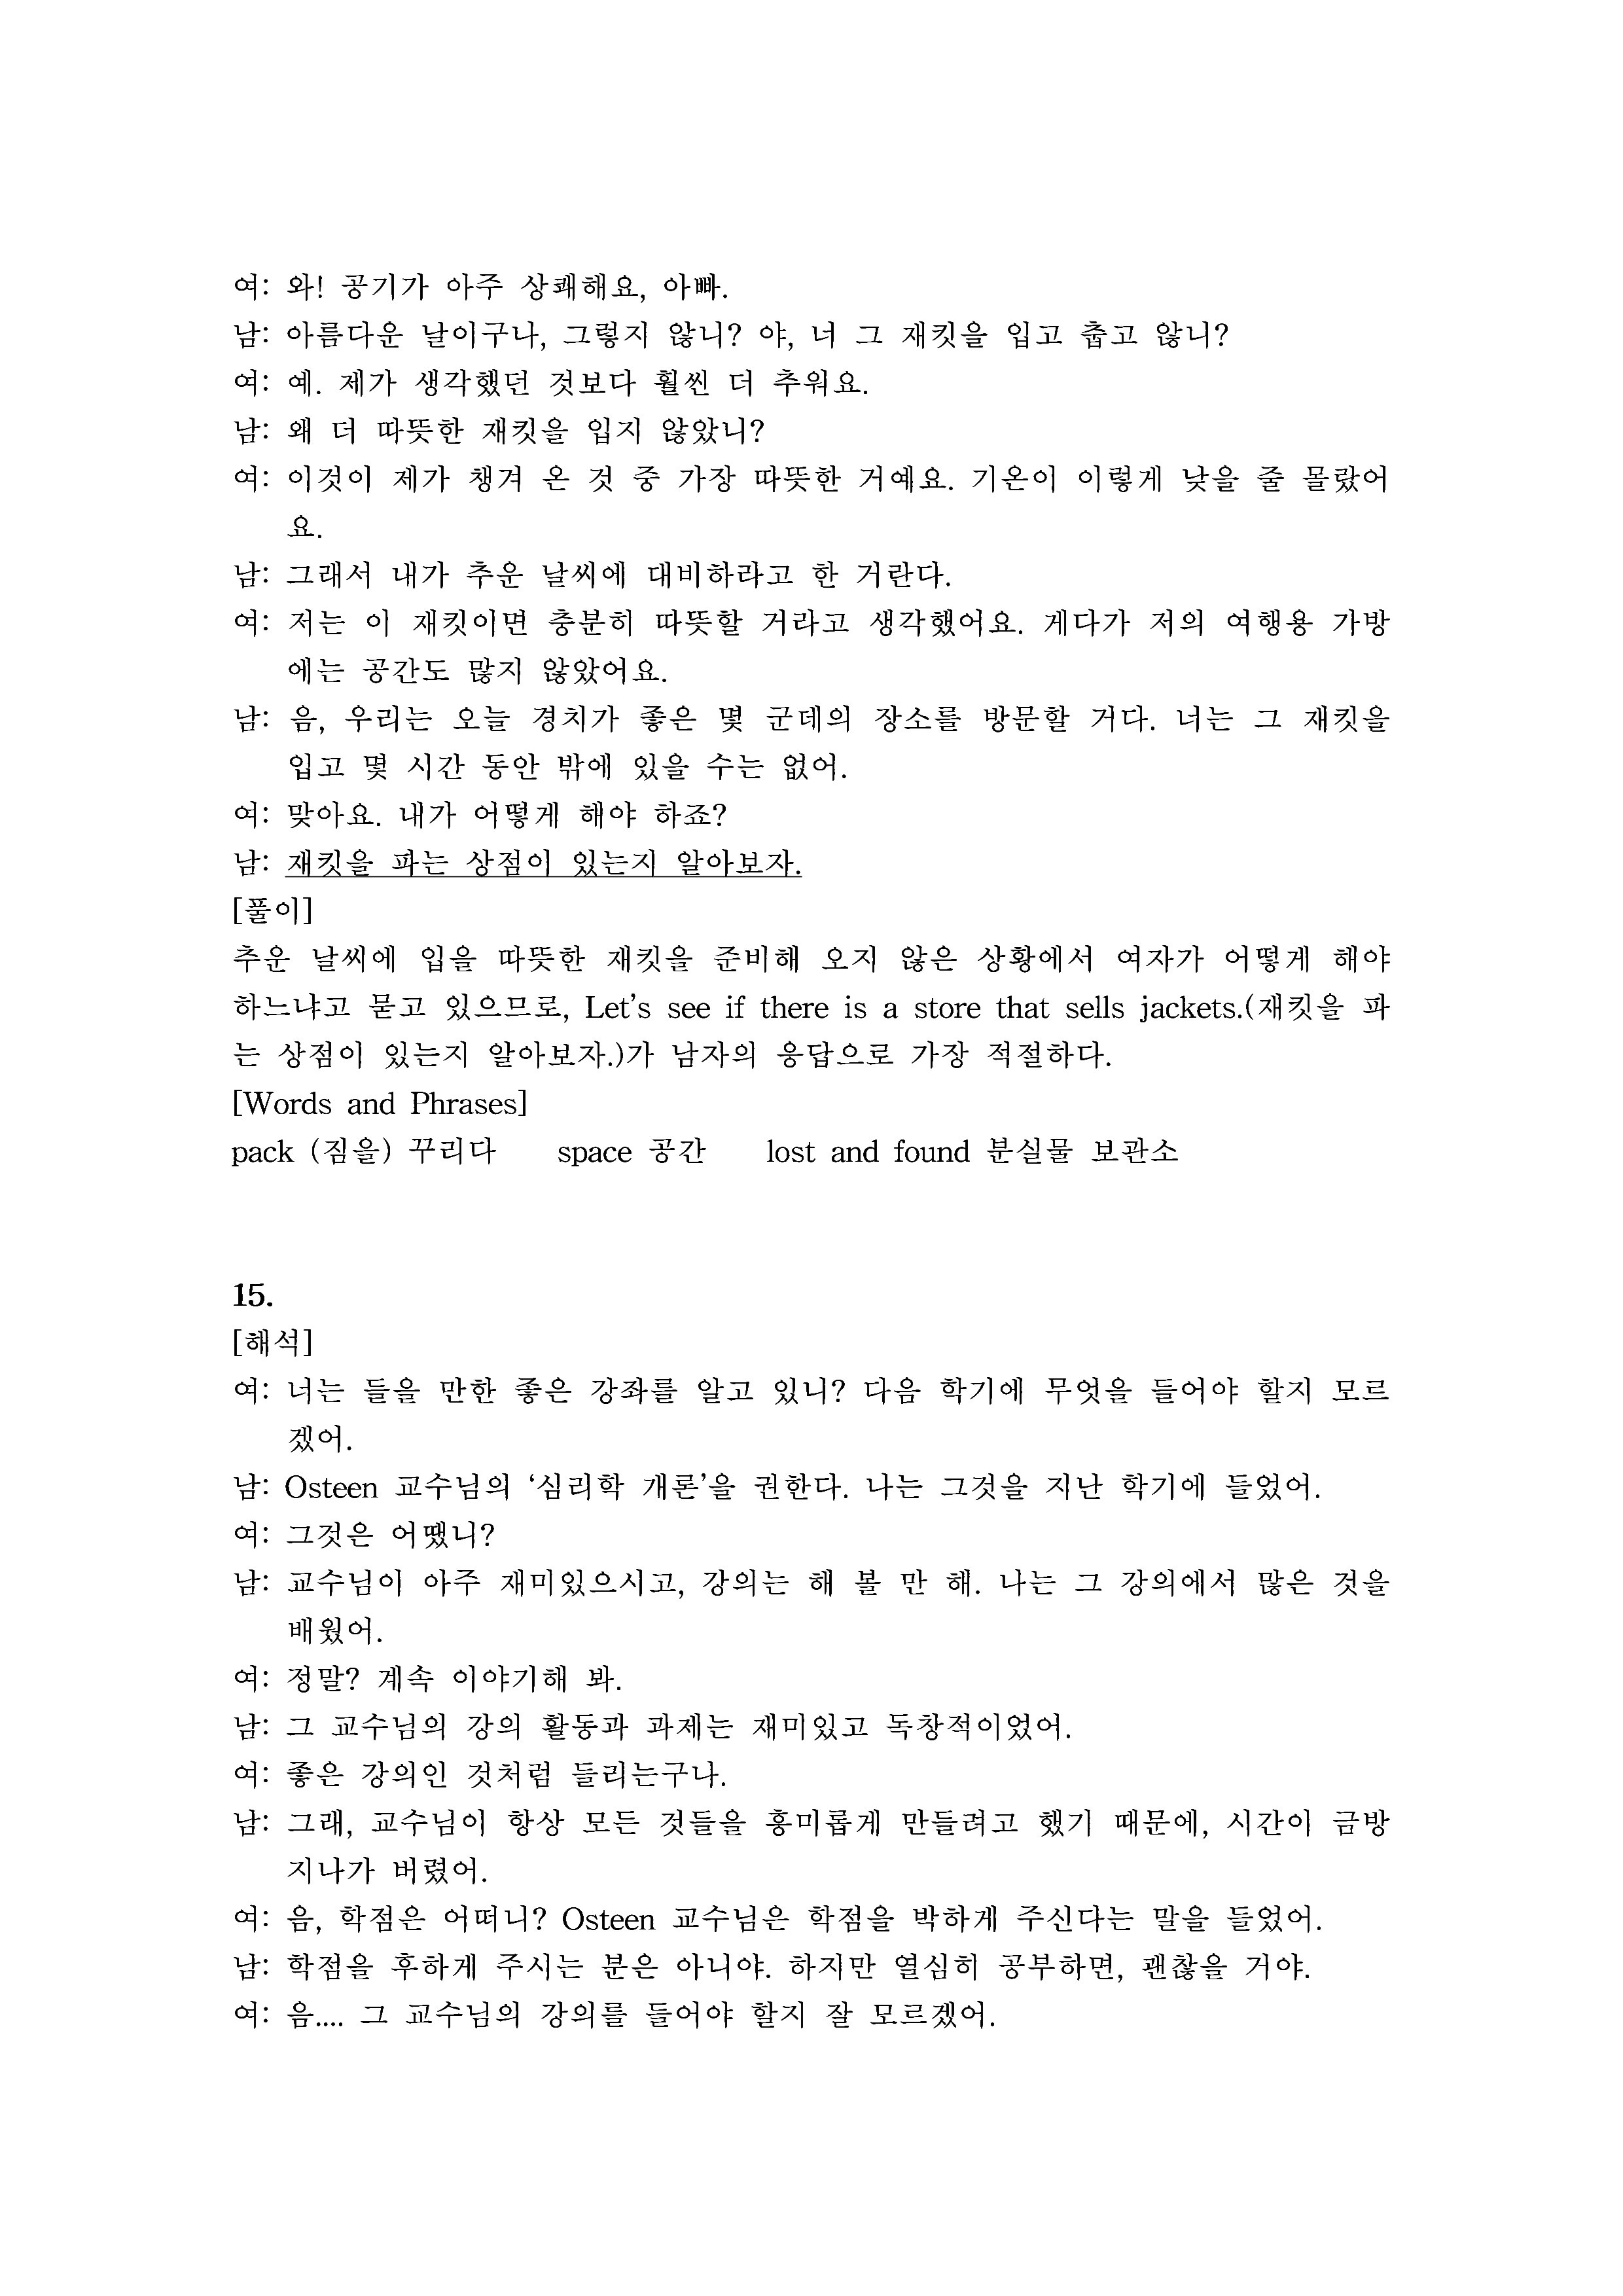 여: 와! 공기가 아주 상쾌해요, 아빠.
남: 아름다운 날이구나, 그렇지 않니? 야, 너 그 재킷을 입고 춥고 않니?
여: 예. 제가 생각했던 것보다 훨씬 더 추워요.
남: 왜 더 따뜻한 재킷을 입지 않았니?
여: 이것이 제가 챙겨 온 것 중 가장 따뜻한 거예요. 기온이 이렇게 낮을 줄 몰랐어
요.
남: 그래서 내가 추운 날씨에 대비하라고 한 거란다.
여: 저는 이 재킷이면 충분히 따뜻할 거라고 생각했어요. 게다가 저의 여행용 가방
에는 공간도 많지 않았어요.
남: 음, 우리는 오늘 경치가 좋은 몇 군데의 장소를 방문할 거다. 너는 그 재킷을
입고 몇 시간 동안 밖에 있을 수는 없어.
여: 맞아요. 내가 어떻게 해야 하죠?
남: 재킷을 파는 상점이 있는지 알아보자.
[풀이]
추운 날씨에 입을 따뜻한 재킷을 준비해 오지 않은 상황에서 여자가 어떻게 해야
하느냐고 묻고 있으므로, Let's see if there is a store that sells jackets.(재킷을 파
는 상점이 있는지 알아보자.)가 남자의 응답으로 가장 적절하다.
[Words and Phrases]
pack (짐을) 꾸리다 space 공간 lost and found 분실물 보관소
15.
[해석]
여: 너는 들을 만한 좋은 강좌를 알고 있니? 다음 학기에 무엇을 들어야 할지 모르
겠어.
남: Osteen 교수님의 ‘심리학 개론’을 권한다. 나는 그것을 지난 학기에 들었어.
여: 그것은 어땠니?
남: 교수님이 아주 재미있으시고, 강의는 해 볼 만 해. 나는 그 강의에서 많은 것을
배웠어.
여: 정말? 계속 이야기해 봐.
남: 그 교수님의 강의 활동과 과제는 재미있고 독창적이었어.
여: 좋은 강의인 것처럼 들리는구나.
남: 그래, 교수님이 항상 모든 것들을 흥미롭게 만들려고 했기 때문에, 시간이 금방
지나가 버렸어.
여: 음, 학점은 어떠니? Osteen 교수님은 학점을 박하게 주신다는 말을 들었어.
남: 학점을 후하게 주시는 분은 아니야. 하지만 열심히 공부하면, 괜찮을 거야.
여: 음.... 그 교수님의 강의를 들어야 할지 잘 모르겠어.